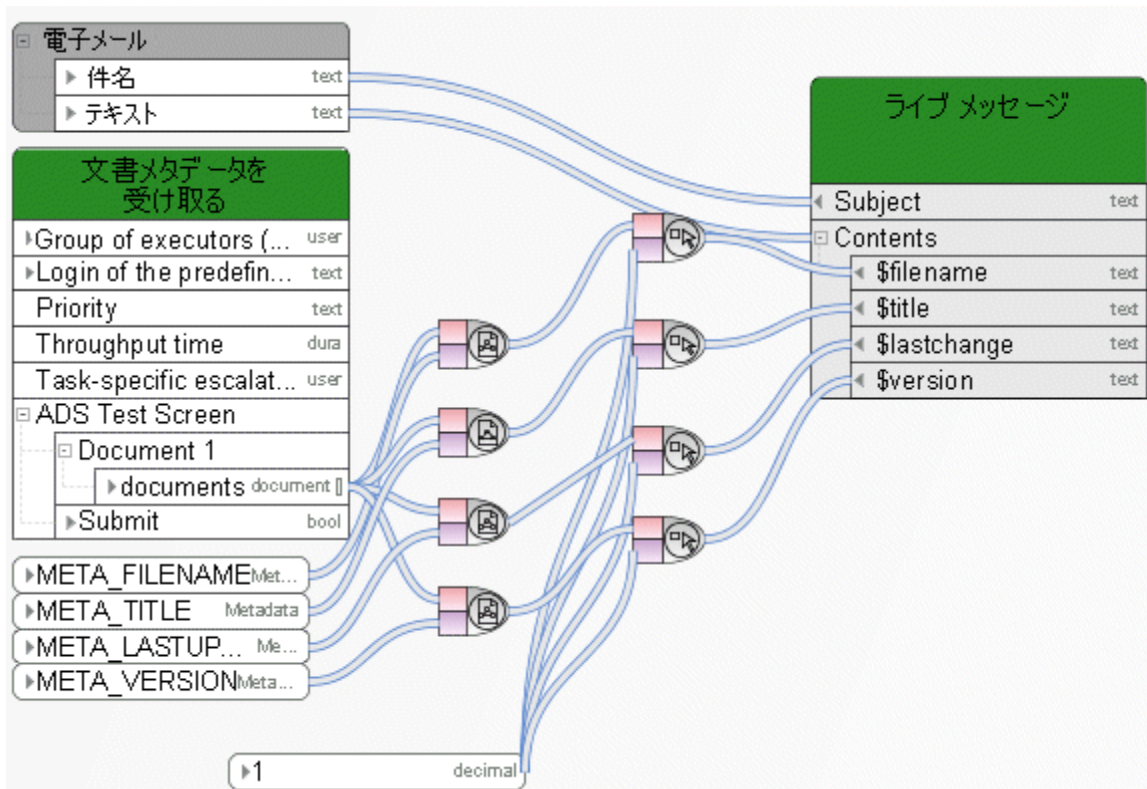 電子メール
件名 text
テキスト text
文書メタデータを
受け取る
Group of executors (... user
Login of the predefin... text
Priority text
Throughput time dura
Task-specific escalat... user
ADS Test Screen
Document 1
documents document []
Submit bool
META_FILENAME Met...
META_TITLE Metadata
META_LASTUP... Me...
META_VERSION Meta...
1 decimal
ライブ メッセージ
Subject text
Contents
$filename text
$title text
$lastchange text
$version text